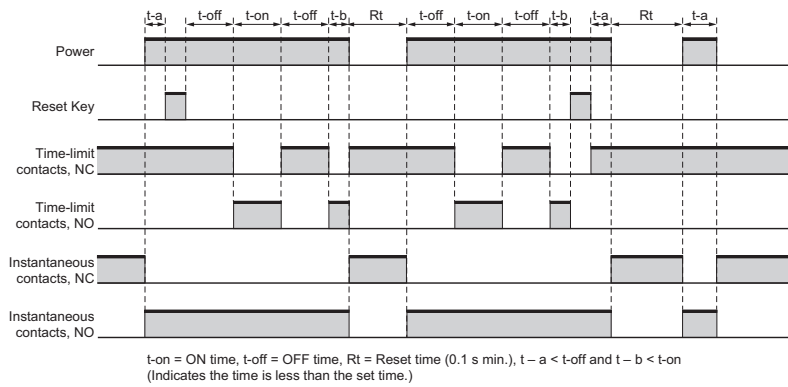 t-a t-off t-on t-off t-b Rt t-off t-on t-off t-b t-a Rt t-a
Power
Reset Key
Time-limit
contacts, NC
Time-limit
contacts, NO
Instantaneous
contacts, NC
Instantaneous
contacts, NO
t-on = ON time, t-off = OFF time, Rt = Reset time (0.1 s min.), t – a < t-off and t – b < t-on
(Indicates the time is less than the set time.)